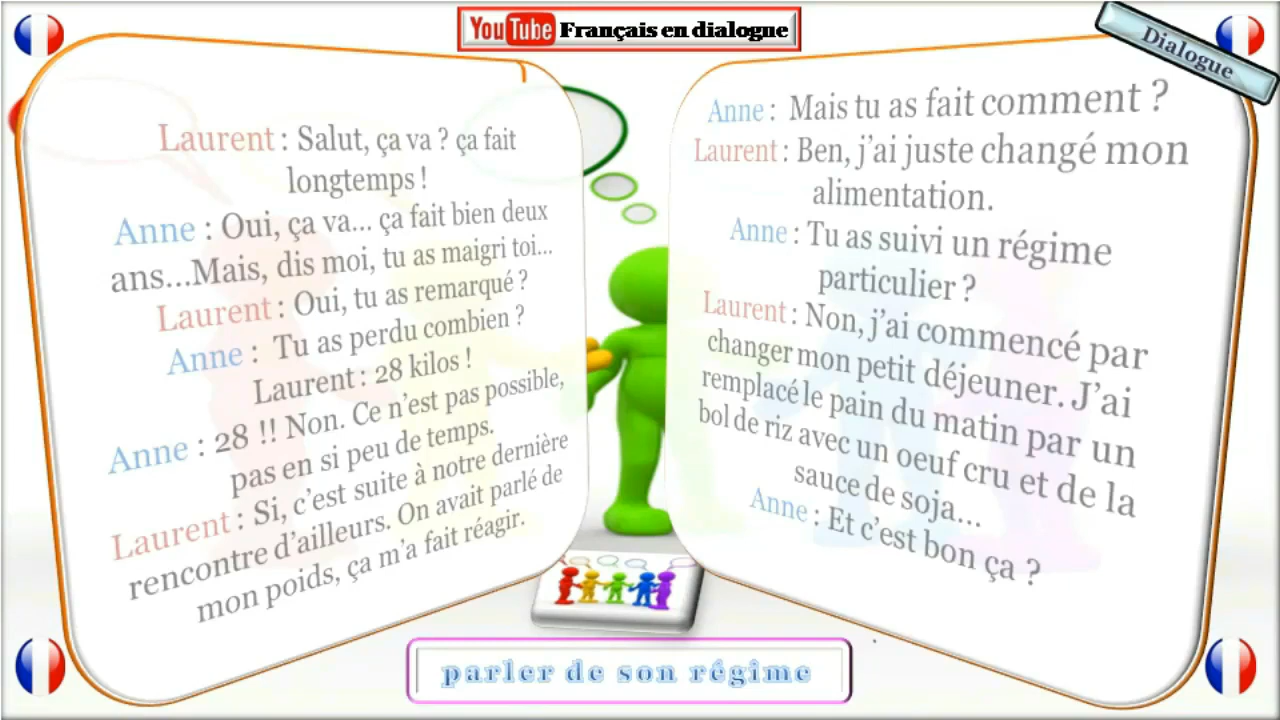 YouTube Français en dialogue
Dialogue
Laurent : Salut, ça va ? ça fait
longtemps !
Anne : Oui, ça va... ça fait bien deux
ans...Mais, dis moi, tu as maigri toi...
Laurent : Oui, tu as remarqué ?
Anne : Tu as perdu combien ?
Laurent : 28 kilos !
Anne : 28 !! Non. Ce n'est pas possible,
pas en si peu de temps.
Laurent : Si, c'est suite à notre dernière
rencontre d'ailleurs. On avait parlé de
mon poids, ça m'a fait réagir.
Anne : Mais tu as fait comment ?
Laurent : Ben, j'ai juste changé mon
alimentation.
Anne : Tu as suivi un régime
particulier ?
Laurent : Non, j'ai commencé par
changer mon petit déjeuner. J'ai
remplacé le pain du matin par un
bol de riz avec un oeuf cru et de la
sauce de soja...
Anne : Et c'est bon ça ?
parler de son régime